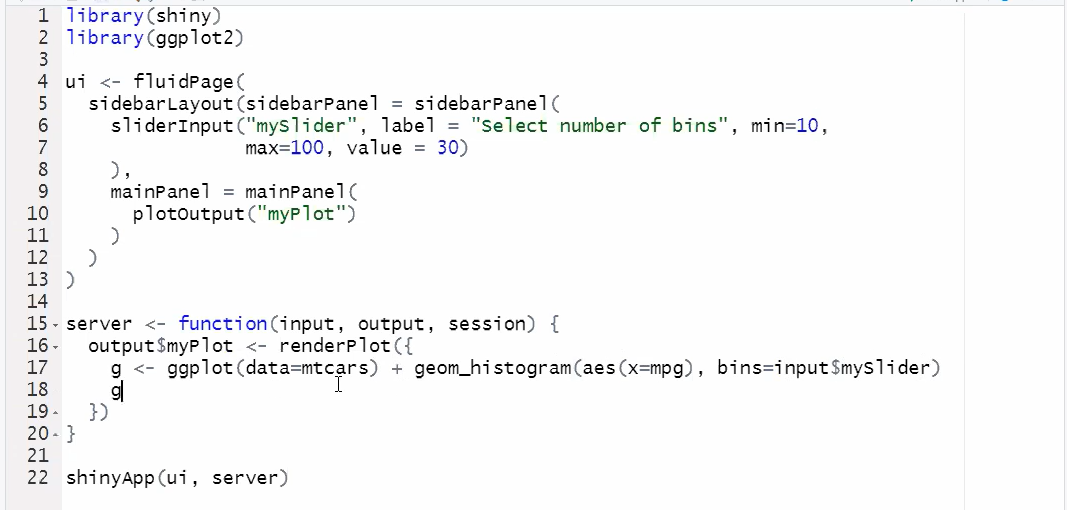 1 library(shiny)
2 library(ggplot2)
3
4 ui <- fluidPage(
5   sidebarLayout(sidebarPanel = sidebarPanel(
6     sliderInput("mySlider", label = "Select number of bins", min=10,
7                 max=100, value = 30)
8     ),
9     mainPanel = mainPanel(
10       plotOutput("myPlot")
11     )
12   )
13 )
14
15 server <- function(input, output, session) {
16   output$myPlot <- renderPlot({
17     g <- ggplot(data=mtcars) + geom_histogram(aes(x=mpg), bins=input$mySlider)
18     g
19   })
20 }
21
22 shinyApp(ui, server)